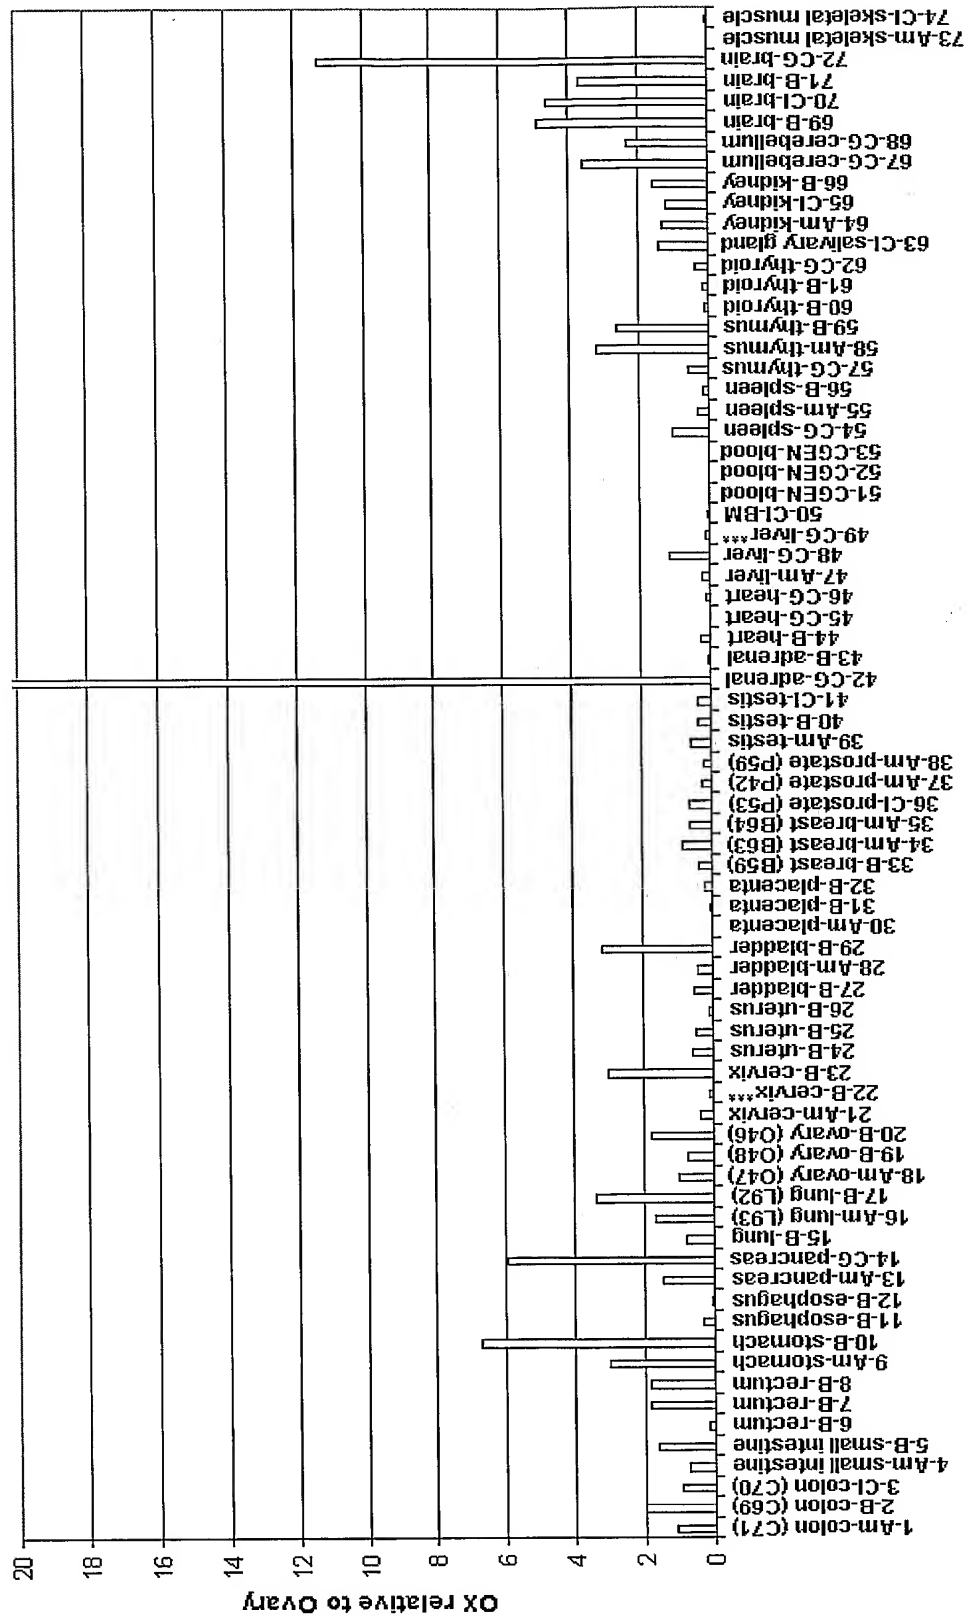 OX relative to Ovary
20
18
16
14
12
10
8
6
4
2
0
1-Am-colon (C71)
2-B-colon (C69)
3-Cl-colon (C70)
4-Am-small intestine
5-B-small intestine
6-B-rectum
7-B-rectum
8-B-rectum
9-Am-stomach
10-B-stomach
11-B-esophagus
12-B-esophagus
13-Am-pancreas
14-CG-pancreas
15-B-lung
16-Am-lung (L93)
17-B-lung (L92)
18-Am-ovary (O47)
19-B-ovary (O48)
20-B-ovary (O46)
21-Am-cervix
22-B-cervix***
23-B-cervix
24-B-uterus
25-B-uterus
26-B-uterus
27-B-bladder
28-Am-bladder
29-B-bladder
30-Am-placenta
31-B-placenta
32-B-placenta
33-B-breast (B59)
34-Am-breast (B63)
35-Am-breast (B64)
36-Cl-prostate (P53)
37-Am-prostate (P42)
38-Am-prostate (P59)
39-Am-testis
40-B-testis
41-Cl-testis
42-CG-adrenal
43-B-adrenal
44-B-heart
45-CG-heart
46-CG-heart
47-Am-liver
48-CG-liver
49-CG-liver***
50-Cl-BM
51-CGEN-blood
52-CGEN-blood
53-CGEN-blood
54-CG-spleen
55-Am-spleen
56-B-spleen
57-CG-thymus
58-Am-thymus
59-B-thymus
60-B-thyroid
61-B-thyroid
62-CG-thyroid
63-Cl-salivary gland
64-Am-kidney
65-Cl-kidney
66-B-kidney
67-CG-cerebellum
68-CG-cerebellum
69-B-brain
70-Cl-brain
71-B-brain
72-CG-brain
73-Am-skeletal muscle
74-Cl-skeletal muscle